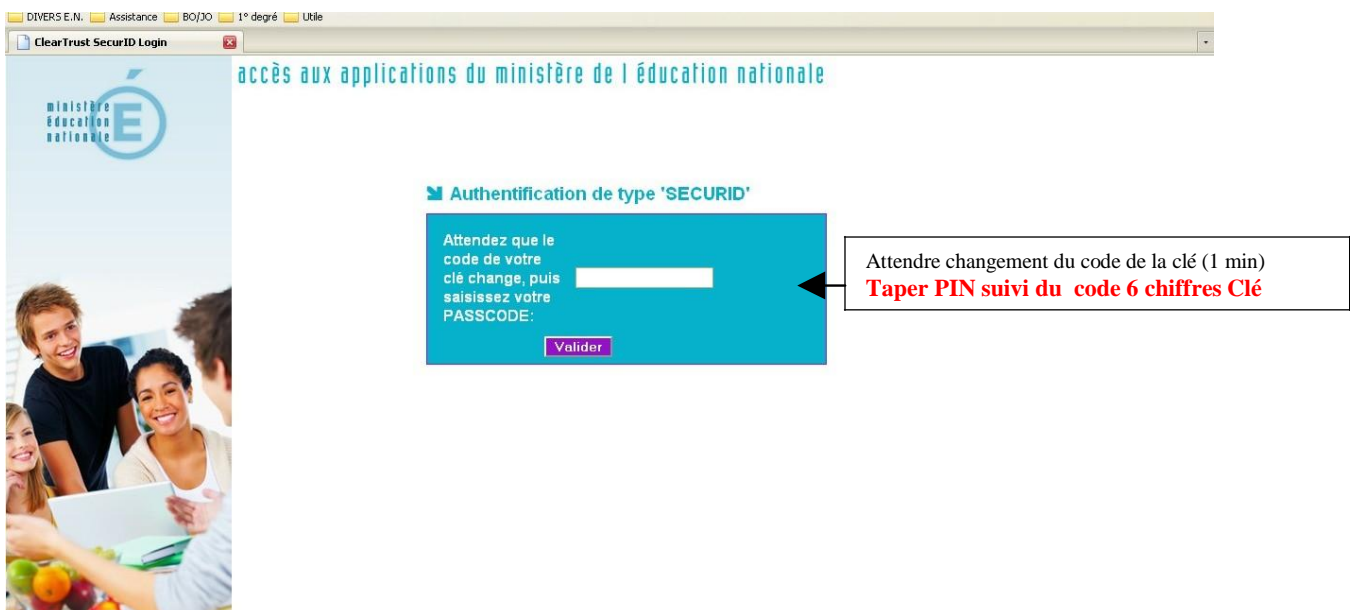 DIVERS E.N. Assistance BO/JO 1° degré Utile
ClearTrust SecurID Login
accès aux applications du ministère de l éducation nationale
ministère
éducation
nationale
É
Authentification de type 'SECURID'
Attendez que le
code de votre
clé change, puis
saisissez votre
PASSCODE:
Valider
Attendre changement du code de la clé (1 min)
Taper PIN suivi du code 6 chiffres Clé